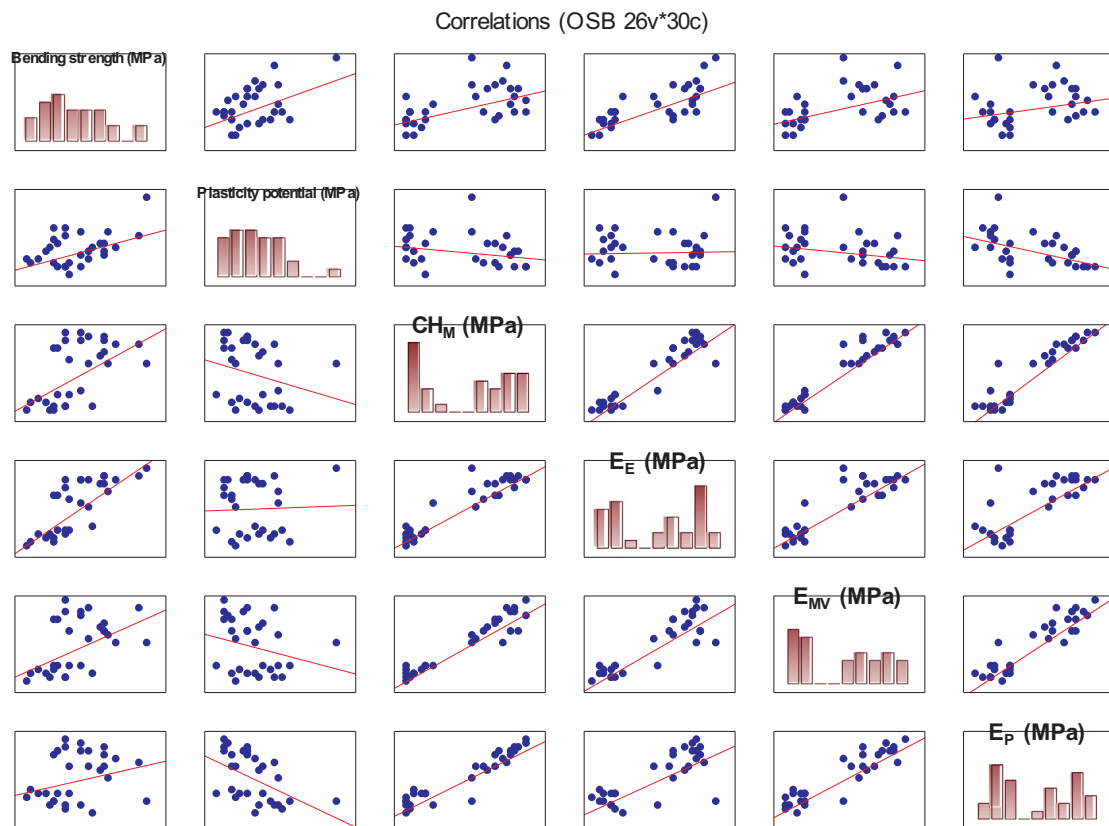 Correlations (OSB 26v*30c)
Bending strength (MPa)
Plasticity potential (MPa)
CH_M (MPa)
E_E (MPa)
E_MV (MPa)
E_P (MPa)